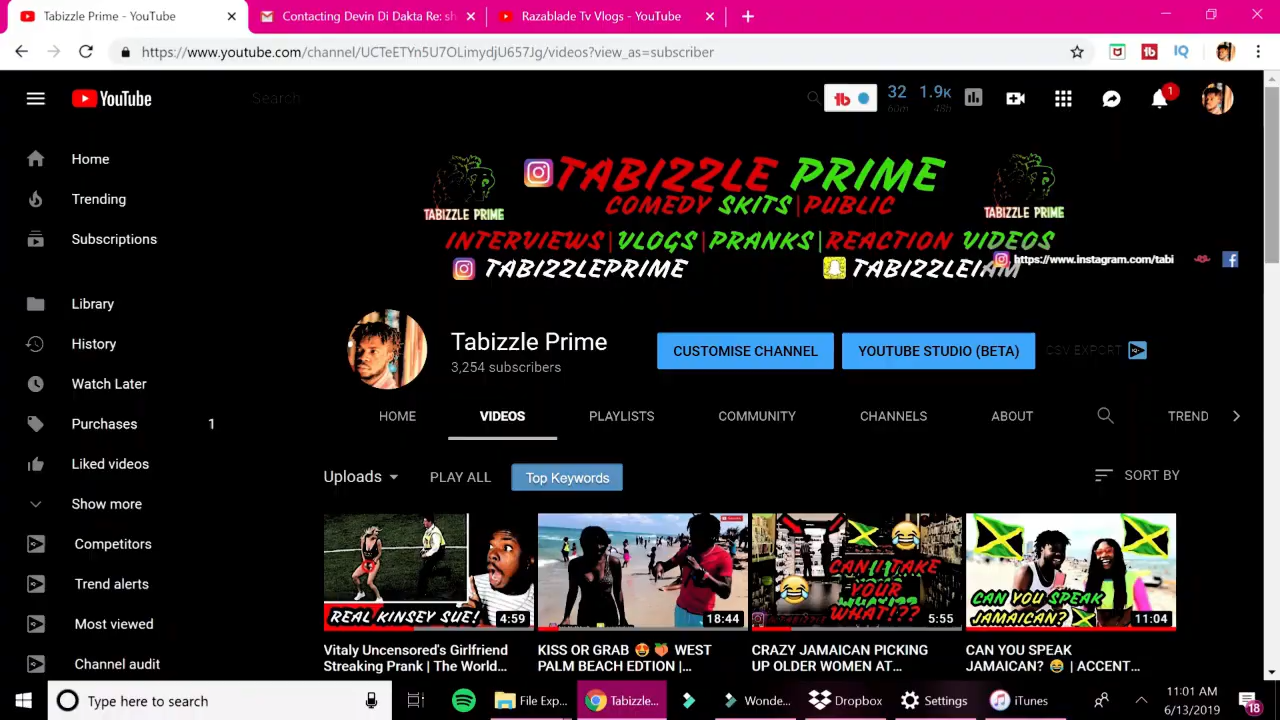 Tabizzle Prime - YouTube
Contacting Devin Di Dakta Re: sh
Razablade Tv Vlogs - YouTube
https://www.youtube.com/channel/UCTeETYn5U7OLimydjU657Jg/videos?view_as=subscriber
YouTube
Search
tb
32
60m
1.9K
48h
1
TABIZZLE PRIME
COMEDY SKITS|PUBLIC
INTERVIEWS|VLOGS|PRANKS|REACTION VIDEOS
TABIZZLEPRIME
TABIZZLEIAM
TABIZZLE PRIME
TABIZZLE PRIME
https://www.instagram.com/tabi
Home
Trending
Subscriptions
Library
History
Watch Later
Purchases 1
Liked videos
Show more
Competitors
Trend alerts
Most viewed
Channel audit
Tabizzle Prime
3,254 subscribers
CUSTOMISE CHANNEL
YOUTUBE STUDIO (BETA)
CSV EXPORT
HOME VIDEOS PLAYLISTS COMMUNITY CHANNELS ABOUT TREND
Uploads PLAY ALL Top Keywords SORT BY
REAL KINSEY SUE!
4:59
18:44
CAN I TAKE
YOUR
WHAT!??
5:55
CAN YOU SPEAK
JAMAICAN?
11:04
Vitaly Uncensored's Girlfriend
Streaking Prank | The World...
KISS OR GRAB 🤩 🍑 WEST
PALM BEACH EDTION |...
CRAZY JAMAICAN PICKING
UP OLDER WOMEN AT...
CAN YOU SPEAK
JAMAICAN? 😂 | ACCENT...
Type here to search
File Exp...
Tabizzle...
Wonde...
Dropbox
Settings
iTunes
11:01 AM
6/13/2019
18